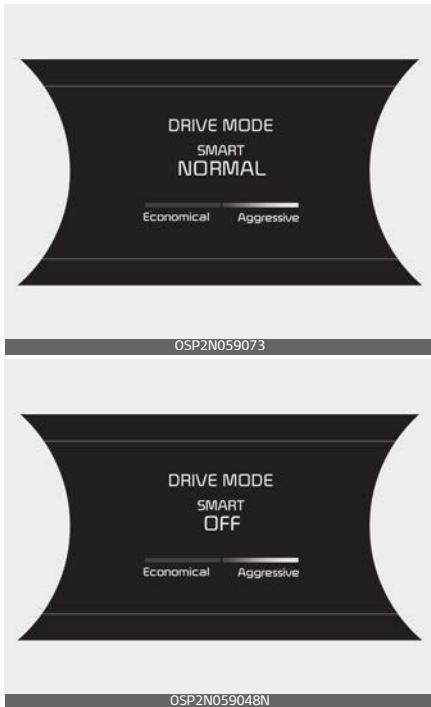 DRIVE MODE
SMART
NORMAL
Economical Aggressive
OSP2N059073
DRIVE MODE
SMART
OFF
Economical Aggressive
OSP2N059048N